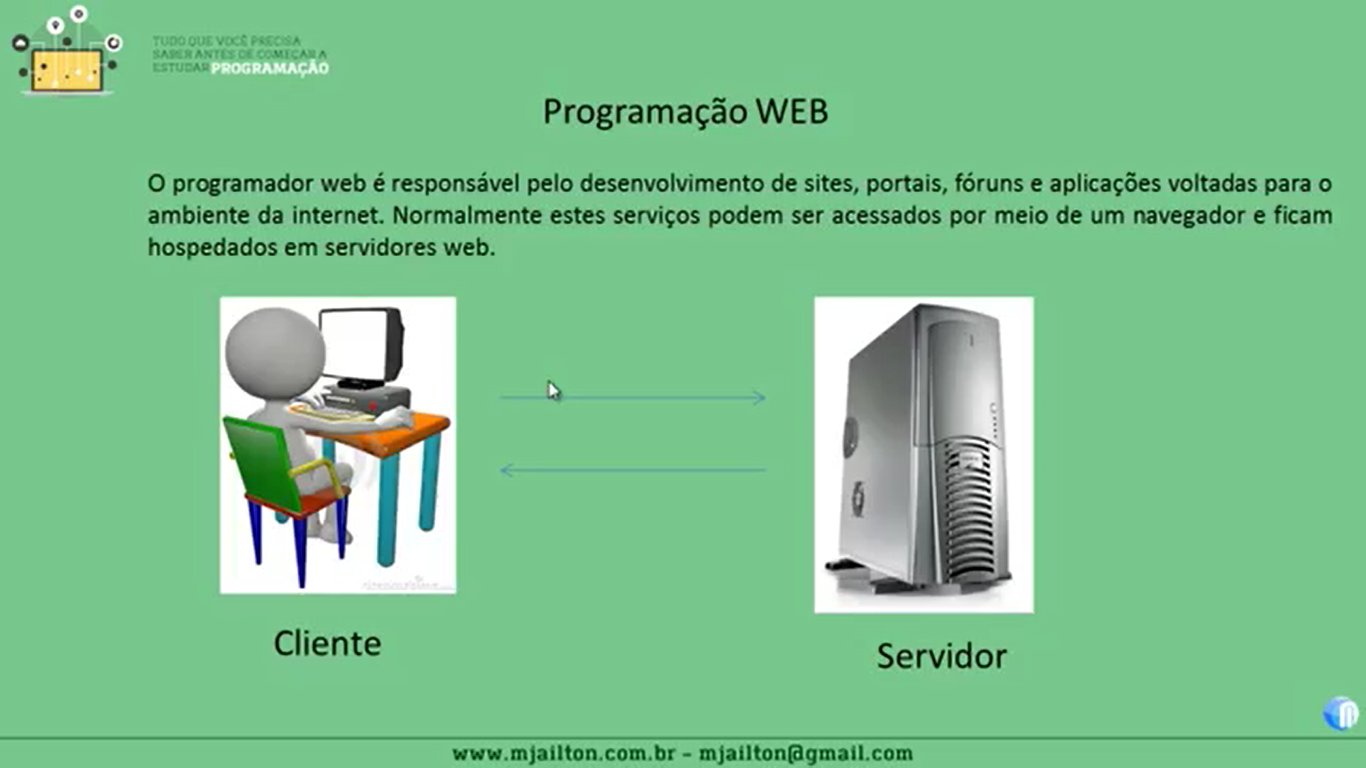 TUDO QUE VOCÊ PRECISA
SABER ANTES DE COMEÇAR A
ESTUDAR PROGRAMAÇÃO
Programação WEB
O programador web é responsável pelo desenvolvimento de sites, portais, fóruns e aplicações voltadas para o
ambiente da internet. Normalmente estes serviços podem ser acessados por meio de um navegador e ficam
hospedados em servidores web.
Cliente
Servidor
www.mjailton.com.br - mjailton@gmail.com